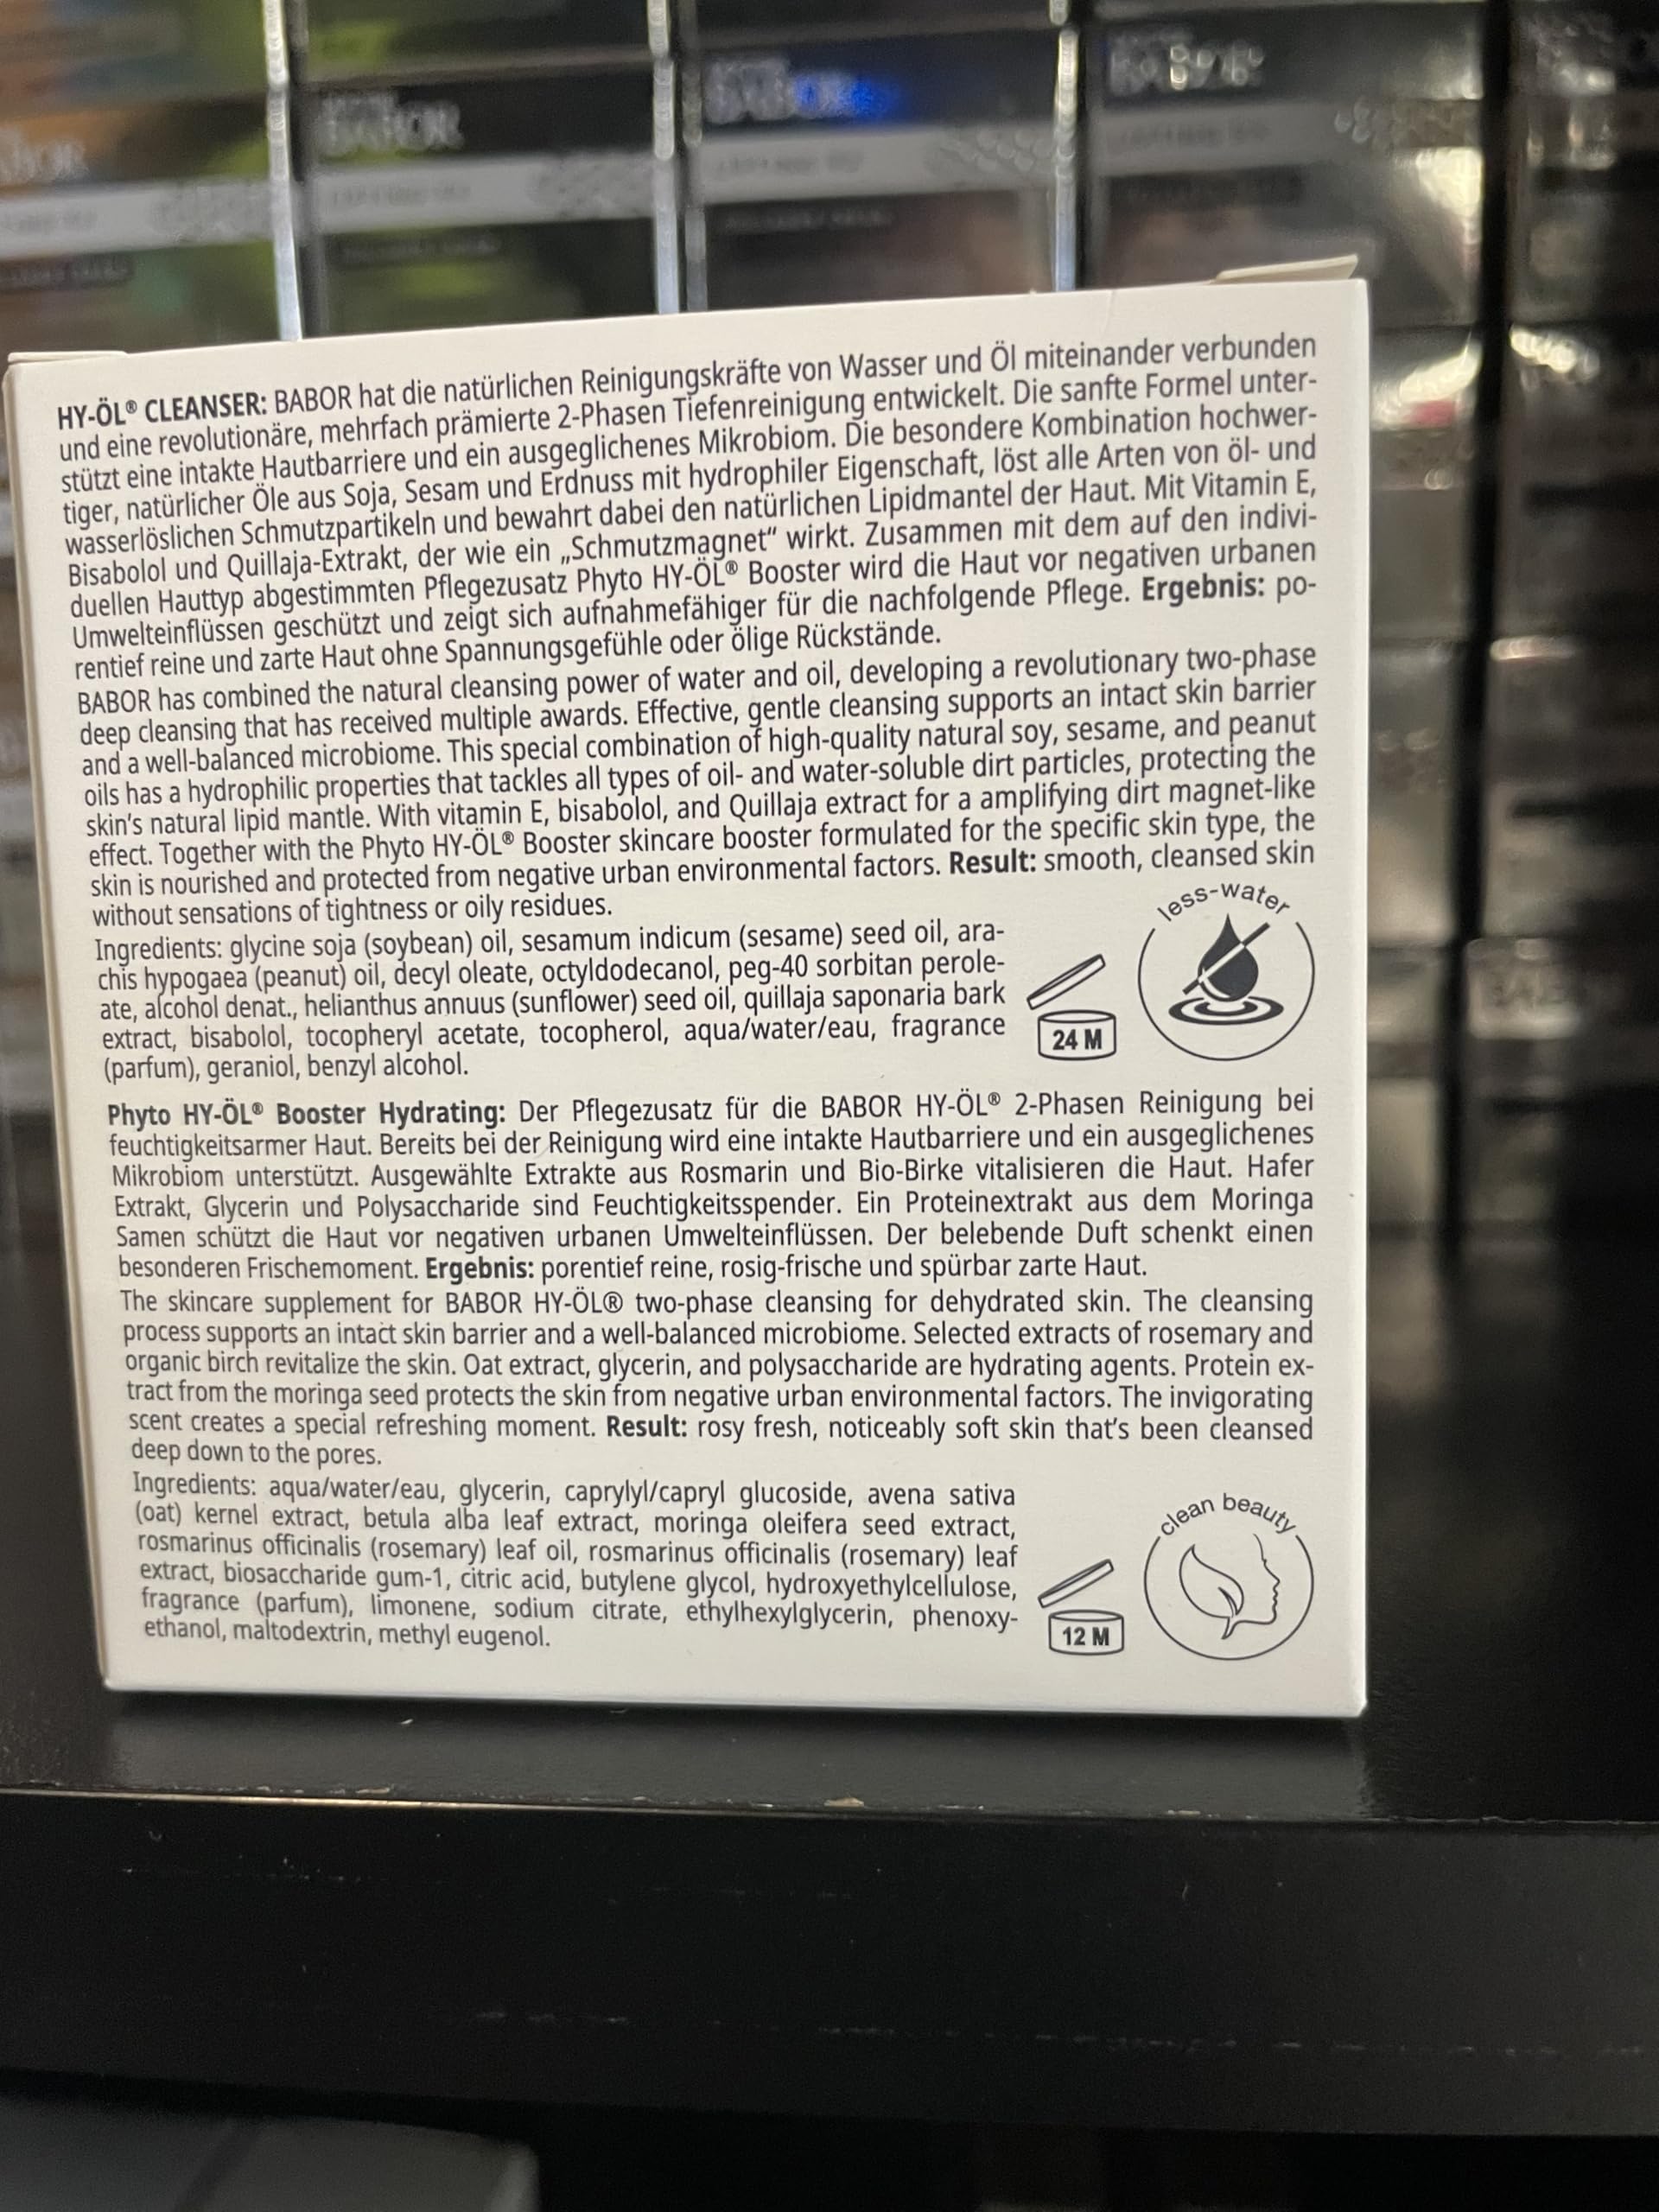 BABOR
BABOR
HY-ÖL® CLEANSER: BABOR hat die natürlichen Reinigungskräfte von Wasser und Öl miteinander verbunden
und eine revolutionäre, mehrfach prämierte 2-Phasen Tiefenreinigung entwickelt. Die sanfte Formel unter-
stützt eine intakte Hautbarriere und ein ausgeglichenes Mikrobiom. Die besondere Kombination hochwer-
tiger, natürlicher Öle aus Soja, Sesam und Erdnuss mit hydrophiler Eigenschaft, löst alle Arten von öl- und
wasserlöslichen Schmutzpartikeln und bewahrt dabei den natürlichen Lipidmantel der Haut. Mit Vitamin E,
Bisabolol und Quillaja-Extrakt, der wie ein „Schmutzmagnet“ wirkt. Zusammen mit dem auf den indivi-
duellen Hauttyp abgestimmten Pflegezusatz Phyto HY-ÖL® Booster wird die Haut vor negativen urbanen
Umwelteinflüssen geschützt und zeigt sich aufnahmefähiger für die nachfolgende Pflege. Ergebnis: po-
rentief reine und zarte Haut ohne Spannungsgefühle oder ölige Rückstände.
BABOR has combined the natural cleansing power of water and oil, developing a revolutionary two-phase
deep cleansing that has received multiple awards. Effective, gentle cleansing supports an intact skin barrier
and a well-balanced microbiome. This special combination of high-quality natural soy, sesame, and peanut
oils has a hydrophilic properties that tackles all types of oil- and water-soluble dirt particles, protecting the
skin's natural lipid mantle. With vitamin E, bisabolol, and Quillaja extract for a amplifying dirt magnet-like
effect. Together with the Phyto HY-ÖL® Booster skincare booster formulated for the specific skin type, the
skin is nourished and protected from negative urban environmental factors. Result: smooth, cleansed skin
without sensations of tightness or oily residues.
less-water
Ingredients: glycine soja (soybean) oil, sesamum indicum (sesame) seed oil, ara-
chis hypogaea (peanut) oil, decyl oleate, octyldodecanol, peg-40 sorbitan perole-
ate, alcohol denat., helianthus annuus (sunflower) seed oil, quillaja saponaria bark
extract, bisabolol, tocopheryl acetate, tocopherol, aqua/water/eau, fragrance
(parfum), geraniol, benzyl alcohol.
24 M
Phyto HY-ÖL® Booster Hydrating: Der Pflegezusatz für die BABOR HY-ÖL® 2-Phasen Reinigung bei
feuchtigkeitsarmer Haut. Bereits bei der Reinigung wird eine intakte Hautbarriere und ein ausgeglichenes
Mikrobiom unterstützt. Ausgewählte Extrakte aus Rosmarin und Bio-Birke vitalisieren die Haut. Hafer
Extrakt, Glycerin und Polysaccharide sind Feuchtigkeitsspender. Ein Proteinextrakt aus dem Moringa
Samen schützt die Haut vor negativen urbanen Umwelteinflüssen. Der belebende Duft schenkt einen
besonderen Frischemoment. Ergebnis: porentief reine, rosig-frische und spürbar zarte Haut.
The skincare supplement for BABOR HY-ÖL® two-phase cleansing for dehydrated skin. The cleansing
process supports an intact skin barrier and a well-balanced microbiome. Selected extracts of rosemary and
organic birch revitalize the skin. Oat extract, glycerin, and polysaccharide are hydrating agents. Protein ex-
tract from the moringa seed protects the skin from negative urban environmental factors. The invigorating
scent creates a special refreshing moment. Result: rosy fresh, noticeably soft skin that's been cleansed
deep down to the pores.
Ingredients: aqua/water/eau, glycerin, caprylyl/capryl glucoside, avena sativa
(oat) kernel extract, betula alba leaf extract, moringa oleifera seed extract,
rosmarinus officinalis (rosemary) leaf oil, rosmarinus officinalis (rosemary) leaf
extract, biosaccharide gum-1, citric acid, butylene glycol, hydroxyethylcellulose,
fragrance (parfum), limonene, sodium citrate, ethylhexylglycerin, phenoxy-
ethanol, maltodextrin, methyl eugenol.
12 M
clean beauty